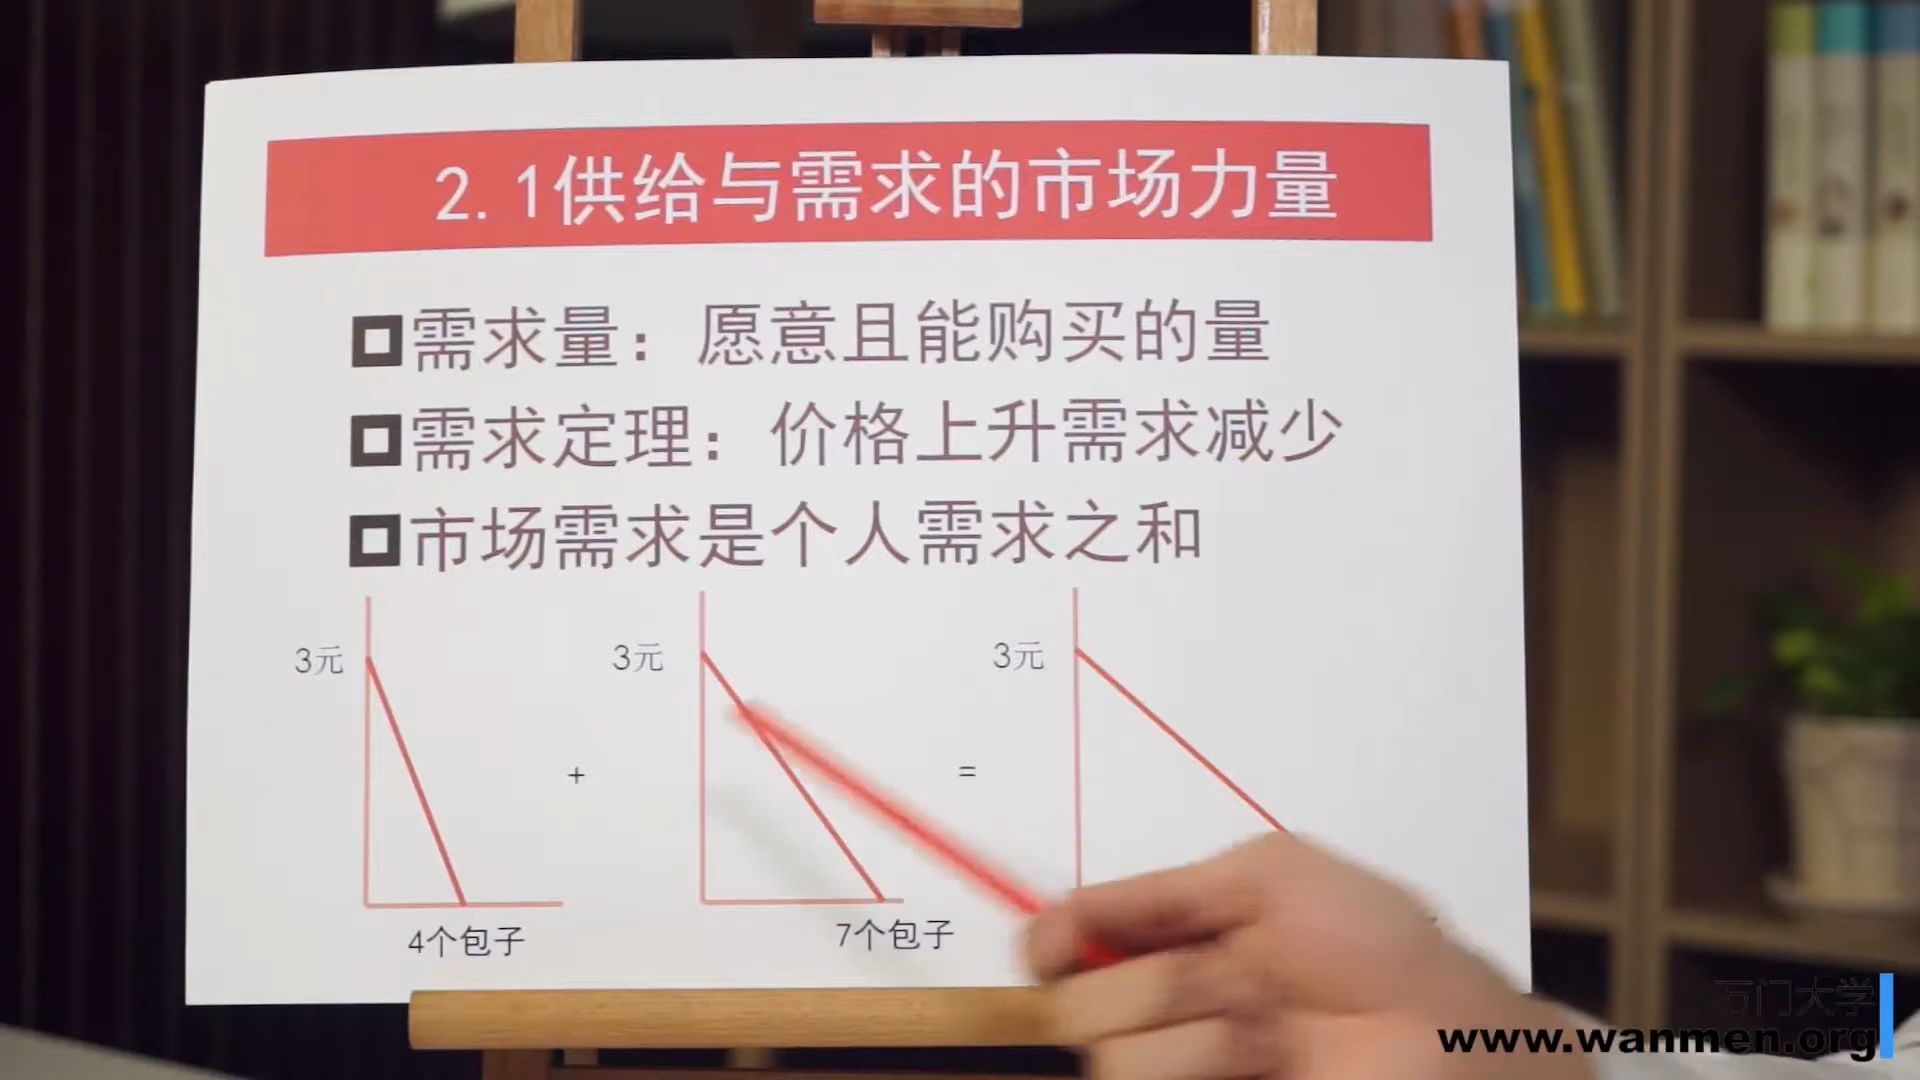 2.1供给与需求的市场力量
需求量：愿意且能购买的量
需求定理：价格上升需求减少
市场需求是个人需求之和
3元
3元
3元
+
=
4个包子
7个包子
万门大学
www.wanmen.org